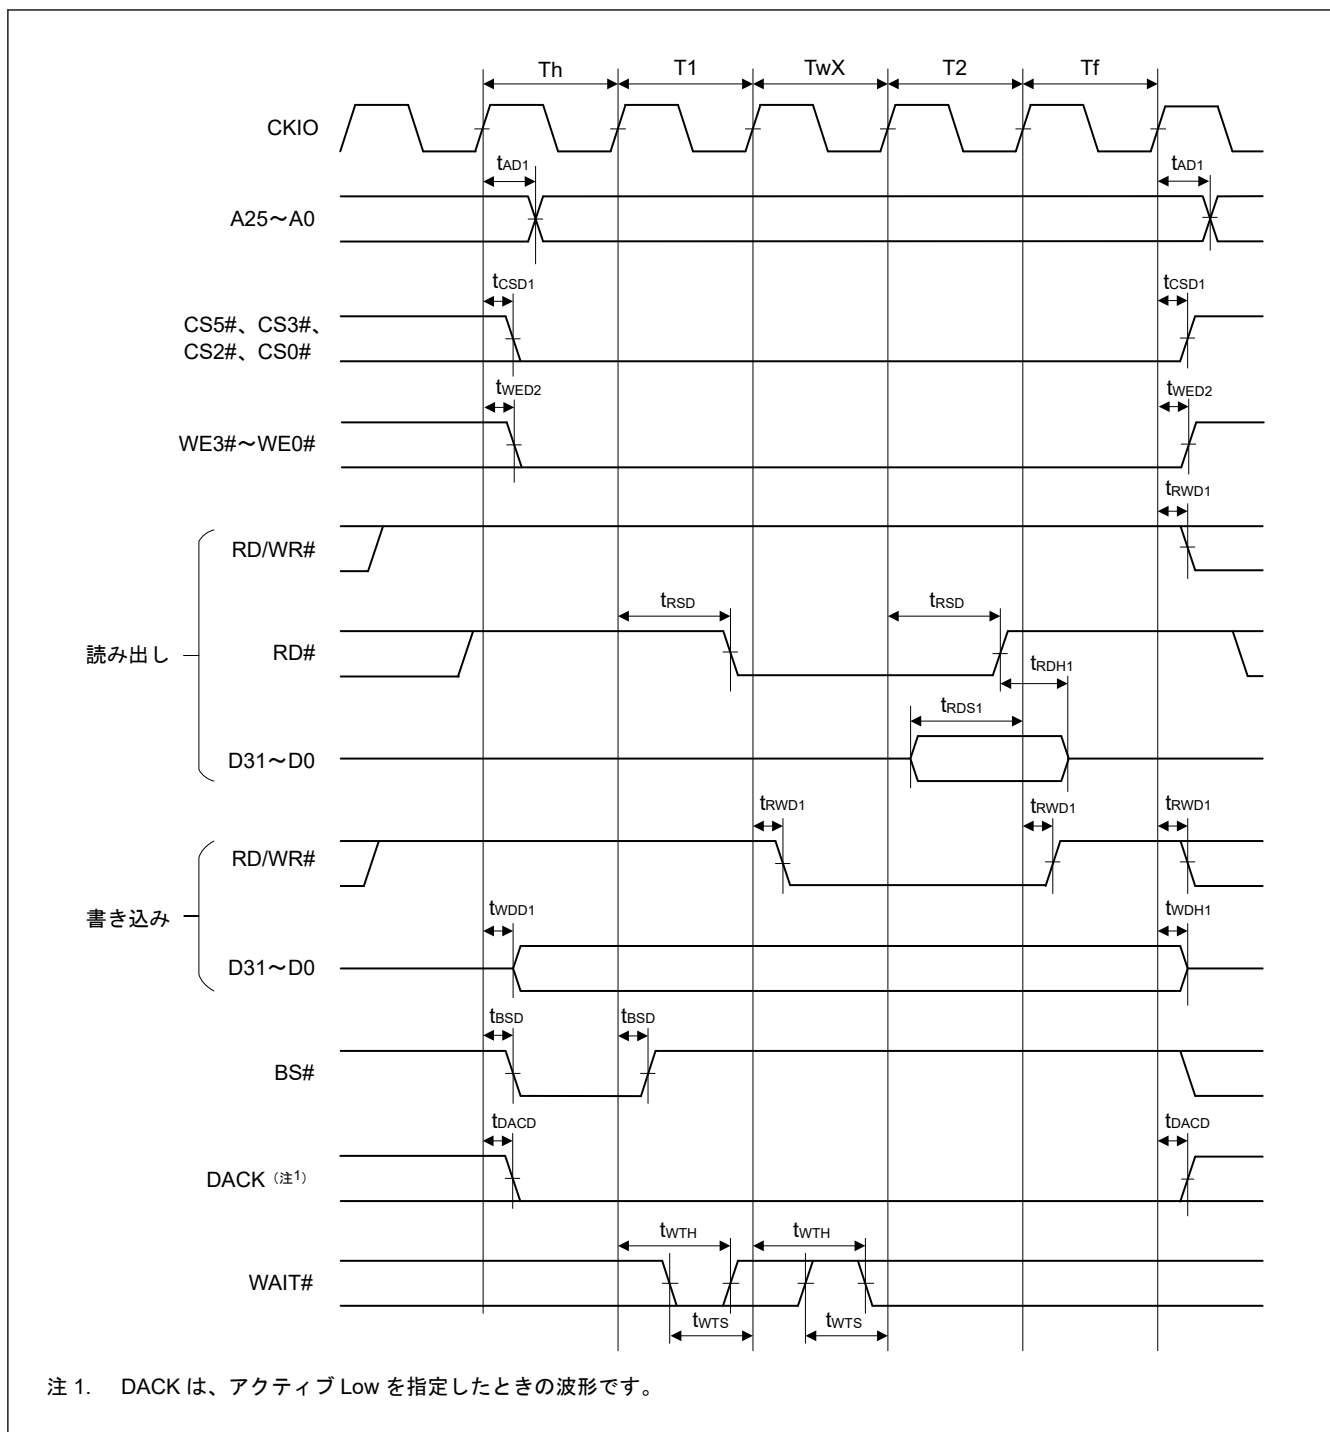 Th T1 TwX T2 Tf
CKIO
tAD1 tAD1
A25～A0
tCSD1 tCSD1
CS5#、CS3#、
CS2#、CS0#
tWED2 tWED2
WE3#～WE0#
tRWD1
RD/WR#
tRSD tRSD
読み出し
RD#
tRDH1
tRDS1
D31～D0
tRWD1 tRWD1 tRWD1
RD/WR#
書き込み
tWDD1 tWDH1
D31～D0
tBSD tBSD
BS#
tDACD tDACD
DACK（注1）
tWTH tWTH
WAIT#
tWTS tWTS
注 1. DACK は、アクティブ Low を指定したときの波形です。